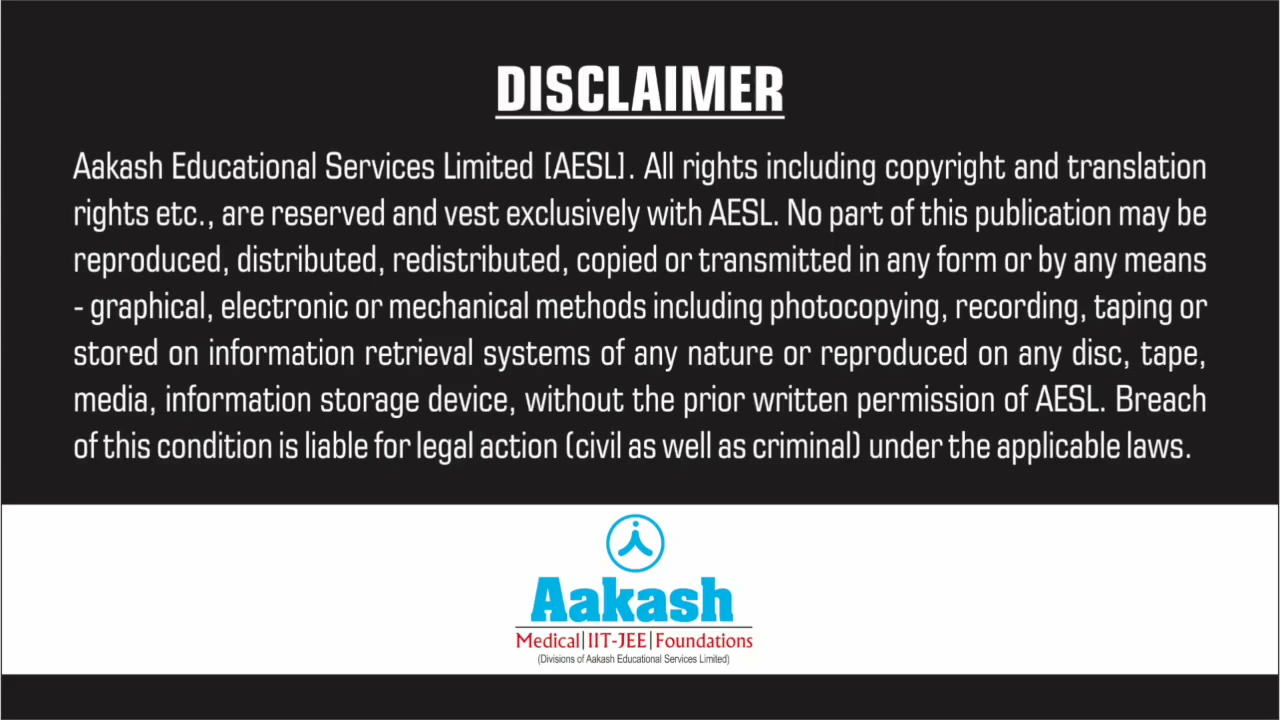 DISCLAIMER
Aakash Educational Services Limited [AESL]. All rights including copyright and translation
rights etc., are reserved and vest exclusively with AESL. No part of this publication may be
reproduced, distributed, redistributed, copied or transmitted in any form or by any means
- graphical, electronic or mechanical methods including photocopying, recording, taping or
stored on information retrieval systems of any nature or reproduced on any disc, tape,
media, information storage device, without the prior written permission of AESL. Breach
of this condition is liable for legal action (civil as well as criminal) under the applicable laws.
Aakash
Medical|IIT-JEE|Foundations
(Divisions of Aakash Educational Services Limited)